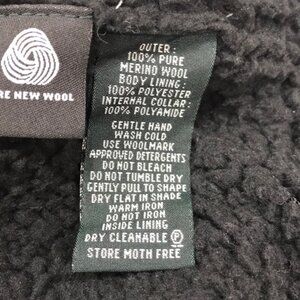 RE NEW WOOL
OUTER:
100% PURE
MERINO WOOL
BODY LINING:
100% POLYESTER
INTERNAL COLLAR:
100% POLYAMIDE
GENTLE HAND
WASH COLD
USE WOOLMARK
APPROVED DETERGENTS
DO NOT BLEACH
DO NOT TUMBLE DRY
GENTLY PULL TO SHAPE
DRY FLAT IN SHADE
WARM IRON
DO NOT IRON
INSIDE LINING
DRY CLEANABLE Ⓟ
STORE MOTH FREE